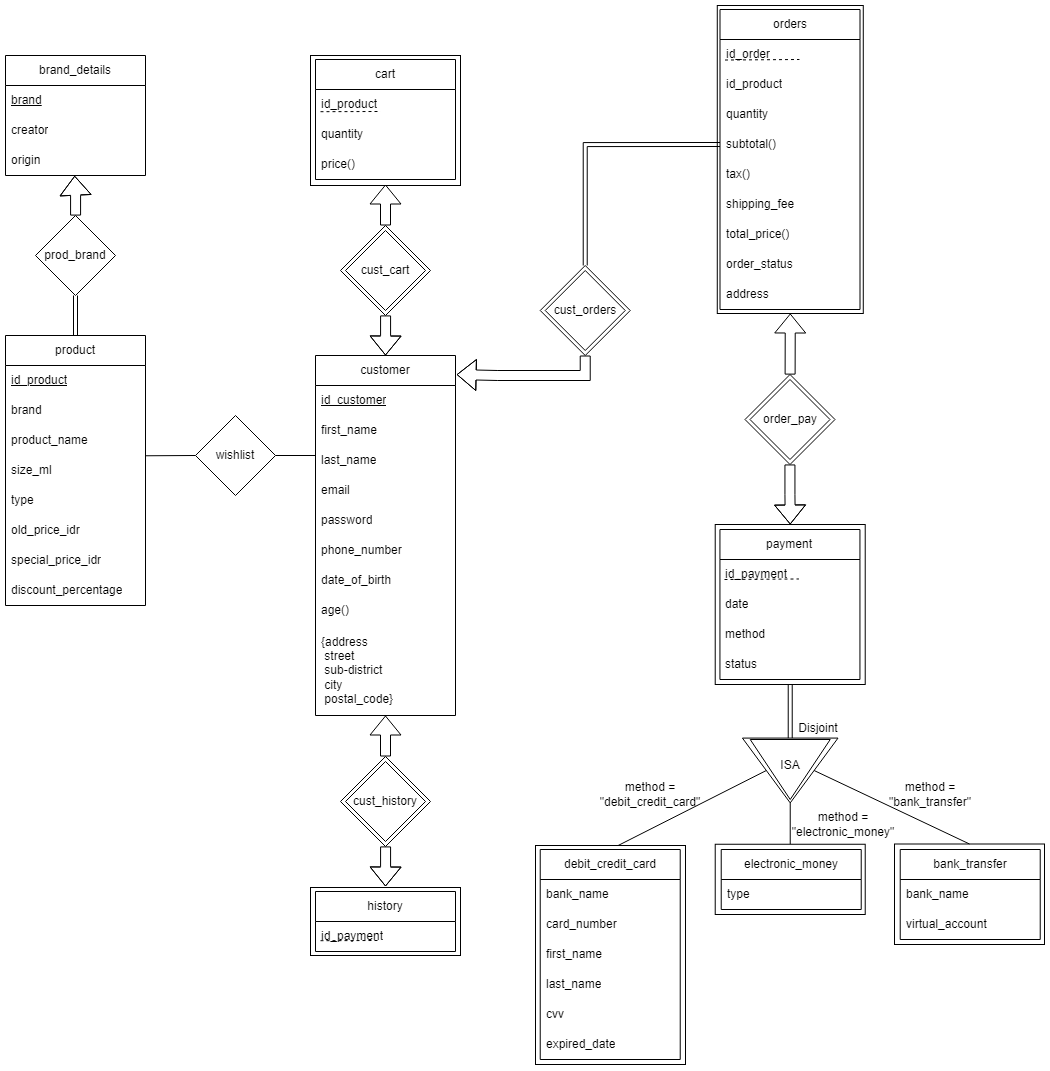 brand_details
brand
creator
origin
prod_brand
product
id_product
brand
product_name
size_ml
type
old_price_idr
special_price_idr
discount_percentage
wishlist
cart
id_product
quantity
price()
cust_cart
customer
id_customer
first_name
last_name
email
password
phone_number
date_of_birth
age()
{address
street
sub-district
city
postal_code}
cust_history
history
id_payment
cust_orders
orders
id_order
id_product
quantity
subtotal()
tax()
shipping_fee
total_price()
order_status
address
order_pay
payment
id_payment
date
method
status
Disjoint
ISA
method =
"debit_credit_card"
method =
"electronic_money"
method =
"bank_transfer"
debit_credit_card
bank_name
card_number
first_name
last_name
cvv
expired_date
electronic_money
type
bank_transfer
bank_name
virtual_account